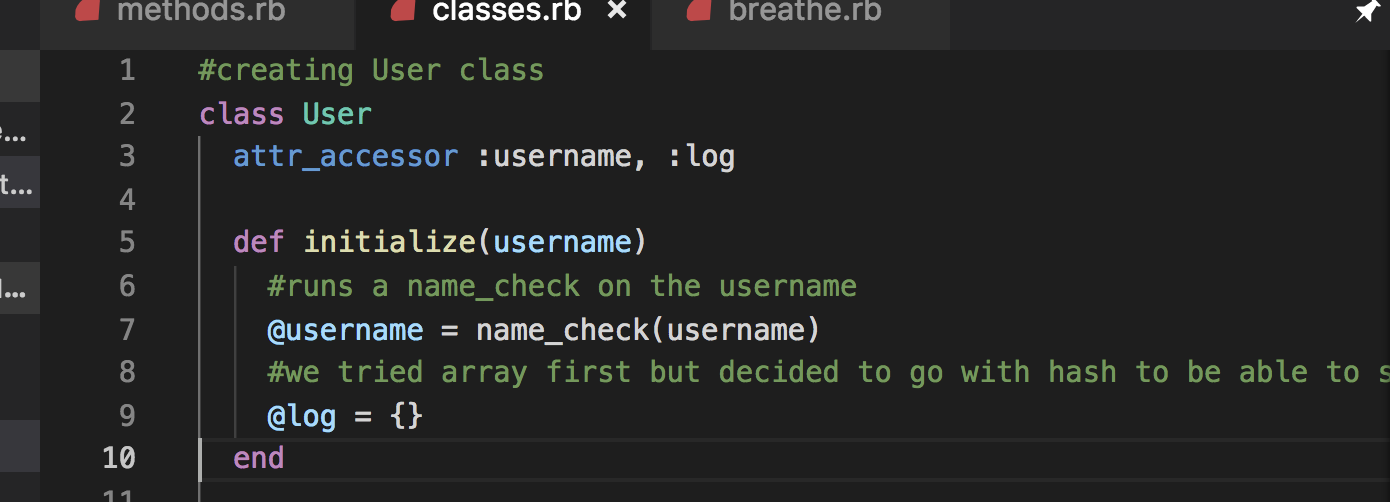 methods.rb classes.rb × breathe.rb
1 #creating User class
2 class User
3 attr_accessor :username, :log
4
5 def initialize(username)
6 #runs a name_check on the username
7 @username = name_check(username)
8 #we tried array first but decided to go with hash to be able to
9 @log = {}
10 end
11